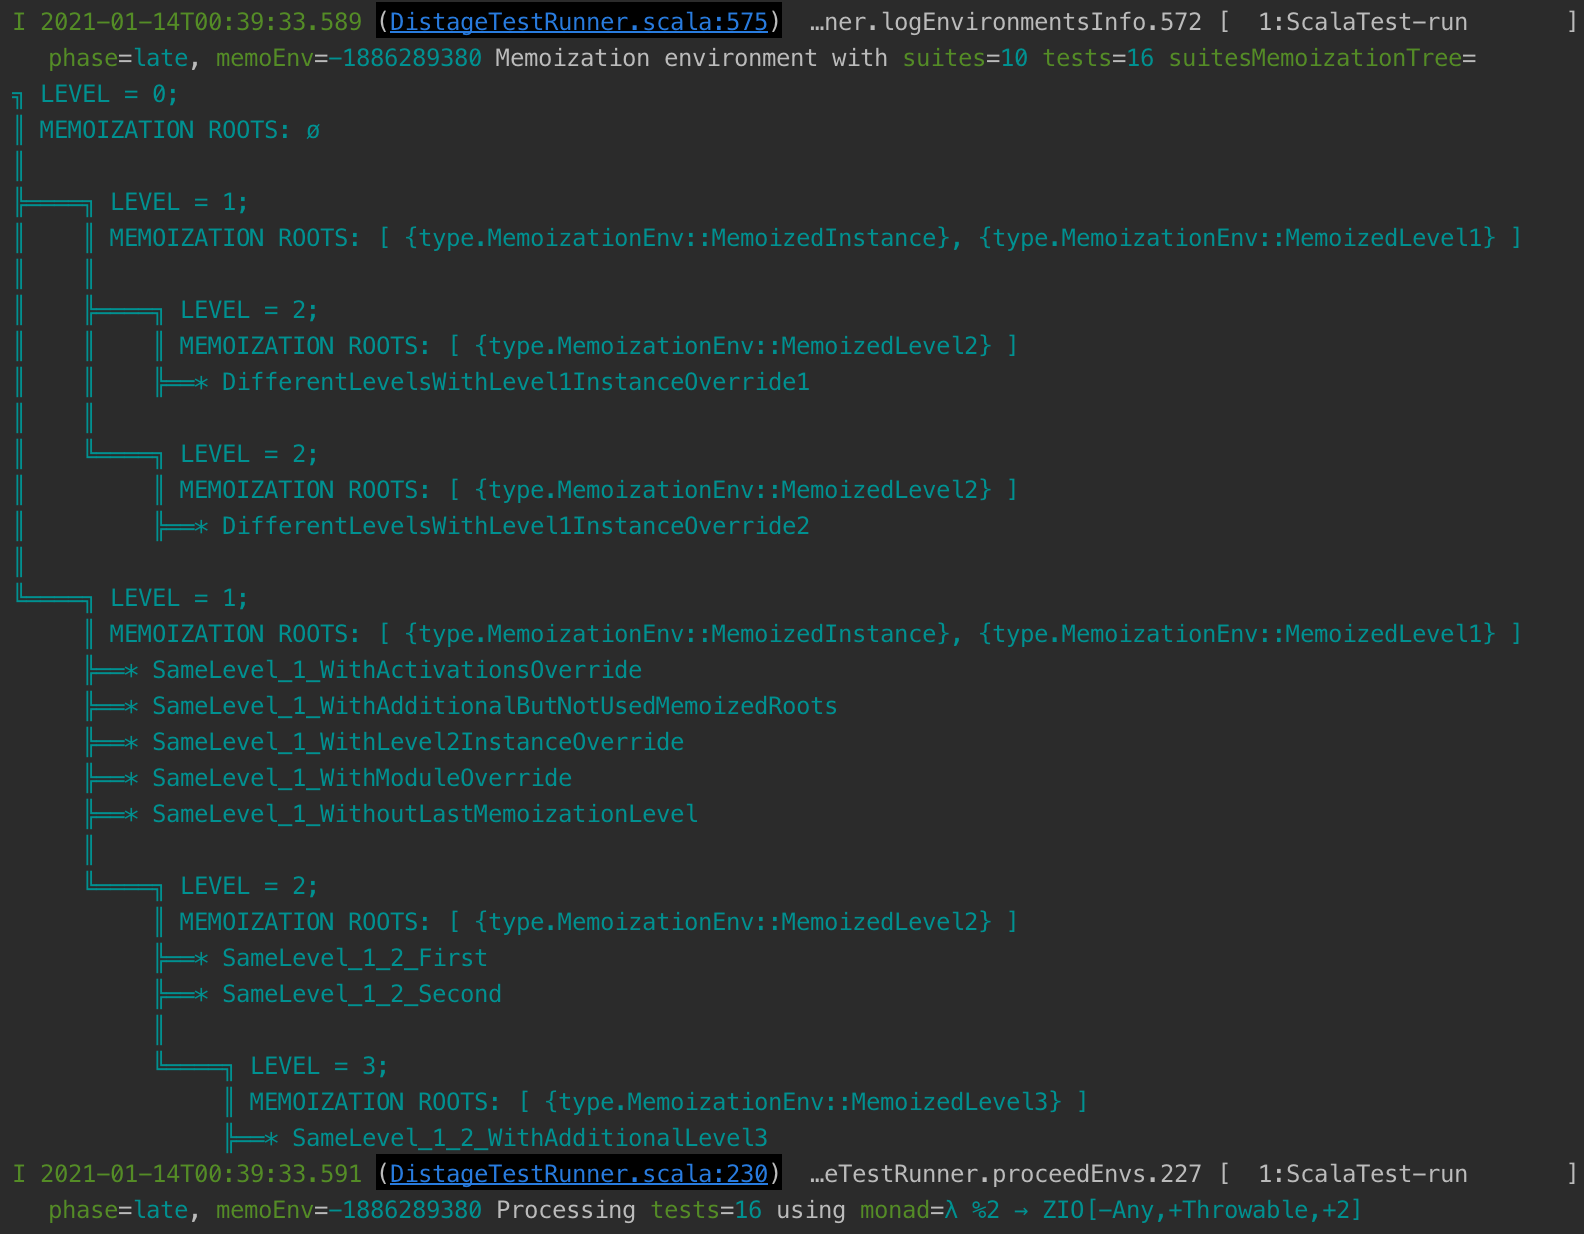 I 2021-01-14T00:39:33.589 (DistageTestRunner.scala:575)  …ner.logEnvironmentsInfo.572 [  1:ScalaTest-run       ]
phase=late, memoEnv=-1886289380 Memoization environment with suites=10 tests=16 suitesMemoizationTree=
╗ LEVEL = 0;
║ MEMOIZATION ROOTS: ø
║
╠════╗ LEVEL = 1;
║    ║ MEMOIZATION ROOTS: [ {type.MemoizationEnv::MemoizedInstance}, {type.MemoizationEnv::MemoizedLevel1} ]
║    ║
║    ╠════╗ LEVEL = 2;
║    ║    ║ MEMOIZATION ROOTS: [ {type.MemoizationEnv::MemoizedLevel2} ]
║    ║    ╠══* DifferentLevelsWithLevel1InstanceOverride1
║    ║
║    ╚════╗ LEVEL = 2;
║         ║ MEMOIZATION ROOTS: [ {type.MemoizationEnv::MemoizedLevel2} ]
║         ╠══* DifferentLevelsWithLevel1InstanceOverride2
║
╚════╗ LEVEL = 1;
     ║ MEMOIZATION ROOTS: [ {type.MemoizationEnv::MemoizedInstance}, {type.MemoizationEnv::MemoizedLevel1} ]
     ╠══* SameLevel_1_WithActivationsOverride
     ╠══* SameLevel_1_WithAdditionalButNotUsedMemoizedRoots
     ╠══* SameLevel_1_WithLevel2InstanceOverride
     ╠══* SameLevel_1_WithModuleOverride
     ╠══* SameLevel_1_WithoutLastMemoizationLevel
     ║
     ╚════╗ LEVEL = 2;
          ║ MEMOIZATION ROOTS: [ {type.MemoizationEnv::MemoizedLevel2} ]
          ╠══* SameLevel_1_2_First
          ╠══* SameLevel_1_2_Second
          ║
          ╚════╗ LEVEL = 3;
               ║ MEMOIZATION ROOTS: [ {type.MemoizationEnv::MemoizedLevel3} ]
               ╠══* SameLevel_1_2_WithAdditionalLevel3
I 2021-01-14T00:39:33.591 (DistageTestRunner.scala:230)  …eTestRunner.proceedEnvs.227 [  1:ScalaTest-run       ]
phase=late, memoEnv=-1886289380 Processing tests=16 using monad=λ %2 → ZIO[-Any,+Throwable,+2]